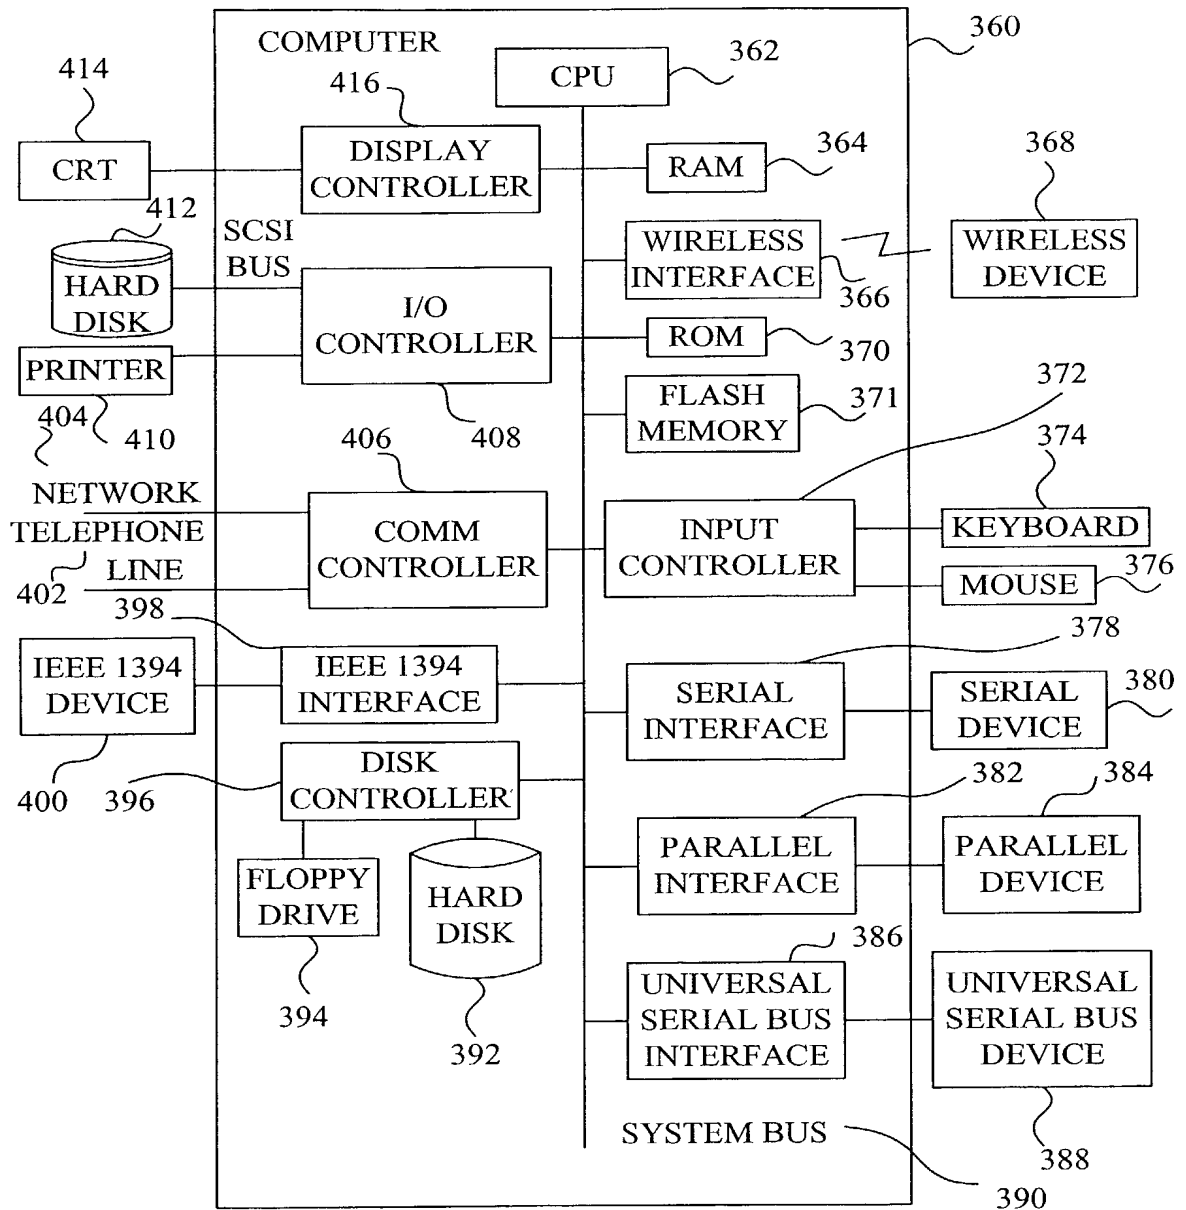 COMPUTER
360
CPU
362
414
416
CRT
DISPLAY
CONTROLLER
RAM
364
368
412
SCSI
BUS
HARD
DISK
WIRELESS
INTERFACE
366
WIRELESS
DEVICE
I/O
CONTROLLER
ROM
370
PRINTER
404
410
408
FLASH
MEMORY
371
372
406
374
NETWORK
TELEPHONE
402
LINE
COMM
CONTROLLER
INPUT
CONTROLLER
KEYBOARD
MOUSE
376
398
378
IEEE 1394
DEVICE
IEEE 1394
INTERFACE
SERIAL
INTERFACE
SERIAL
DEVICE
380
400
396
DISK
CONTROLLER
382
384
FLOPPY
DRIVE
HARD
DISK
PARALLEL
INTERFACE
PARALLEL
DEVICE
394
392
386
UNIVERSAL
SERIAL BUS
INTERFACE
UNIVERSAL
SERIAL BUS
DEVICE
SYSTEM BUS
388
390